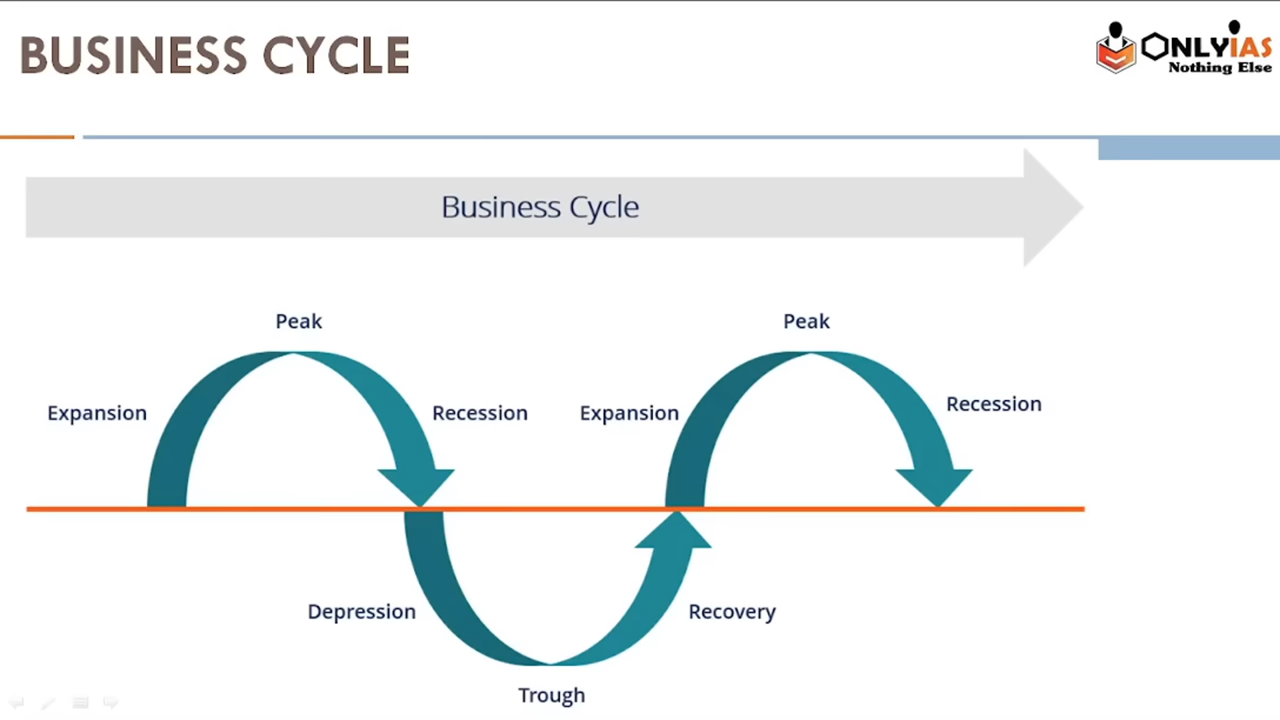 BUSINESS CYCLE
ONLYIAS
Nothing Else
Business Cycle
Peak
Peak
Expansion
Recession
Expansion
Recession
Depression
Recovery
Trough